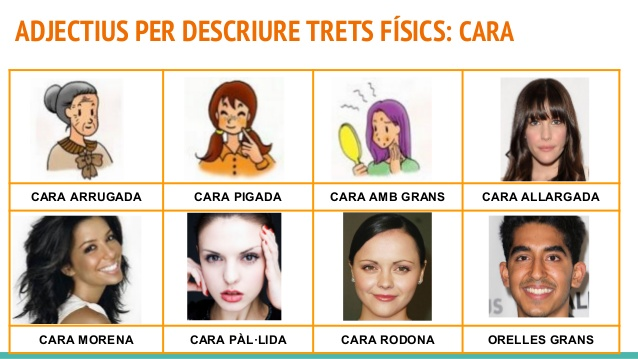 ADJECTIUS PER DESCRIURE TRETS FÍSICS: CARA
CARA ARRUGADA CARA PIGADA CARA AMB GRANS CARA ALLARGADA
CARA MORENA CARA PÀL·LIDA CARA RODONA ORELLES GRANS